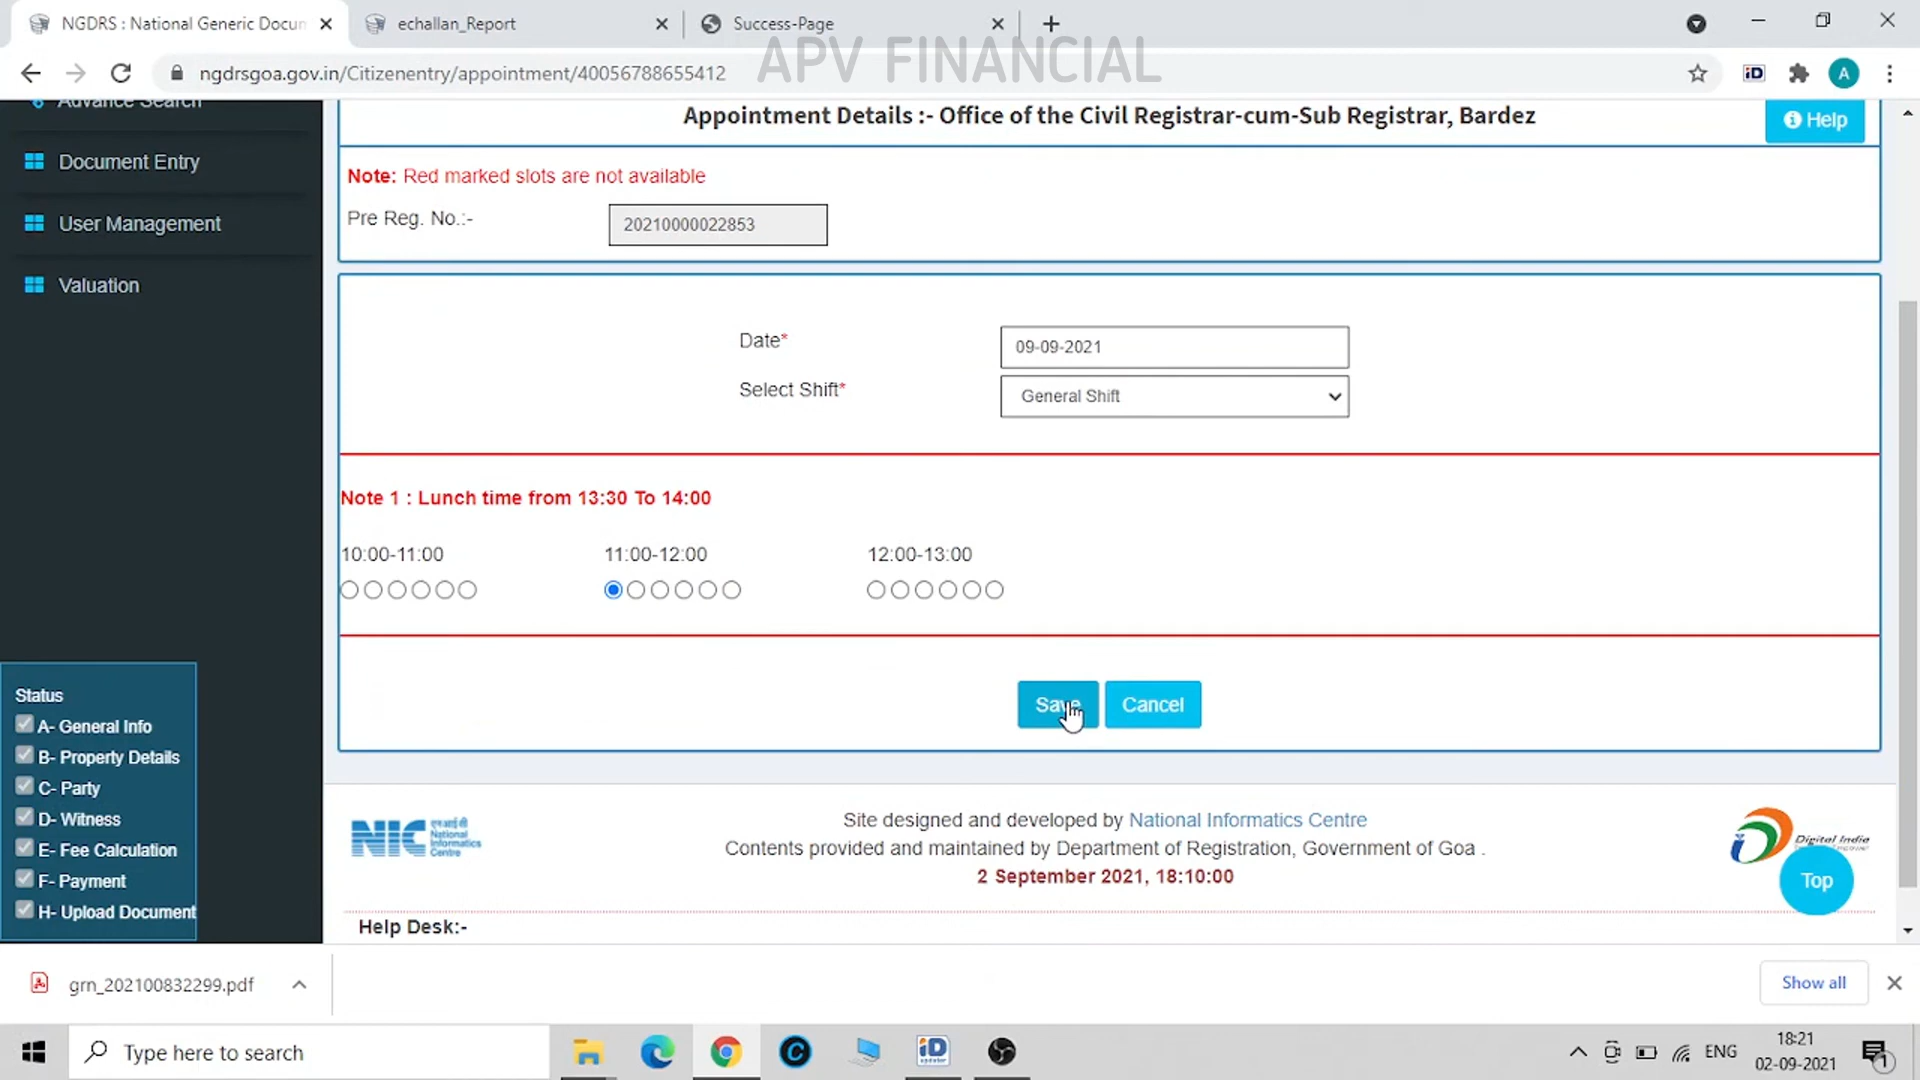 NGDRS : National Generic Docum
echallan_Report
Success-Page
APV FINANCIAL
ngdrsgoa.gov.in/Citizenentry/appointment/40056788655412
iD
A
Advance Search
Document Entry
User Management
Valuation
Appointment Details :- Office of the Civil Registrar-cum-Sub Registrar, Bardez
Help
Note: Red marked slots are not available
Pre Reg. No.:-
20210000022853
Date*
09-09-2021
Select Shift*
General Shift
Note 1 : Lunch time from 13:30 To 14:00
10:00-11:00
11:00-12:00
12:00-13:00
Save
Cancel
Status
A- General Info
B- Property Details
C- Party
D- Witness
E- Fee Calculation
F- Payment
H- Upload Document
NIC
एनआईसी
National
Informatics
Centre
Site designed and developed by National Informatics Centre
Contents provided and maintained by Department of Registration, Government of Goa .
2 September 2021, 18:10:00
Digital India
Top
Help Desk:-
grn_202100832299.pdf
Show all
Type here to search
iD
ENG
18:21
02-09-2021
1